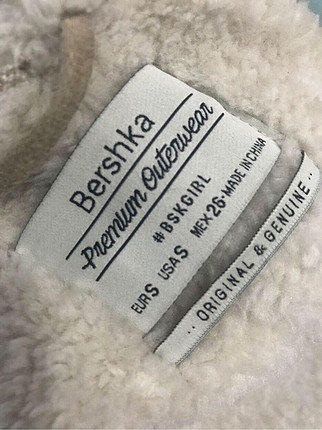 Bershka
Premium Outerwear
#BSKGIRL
EUR S USA S MEX 26-MADE IN CHINA
·· ORIGINAL & GENUINE ··